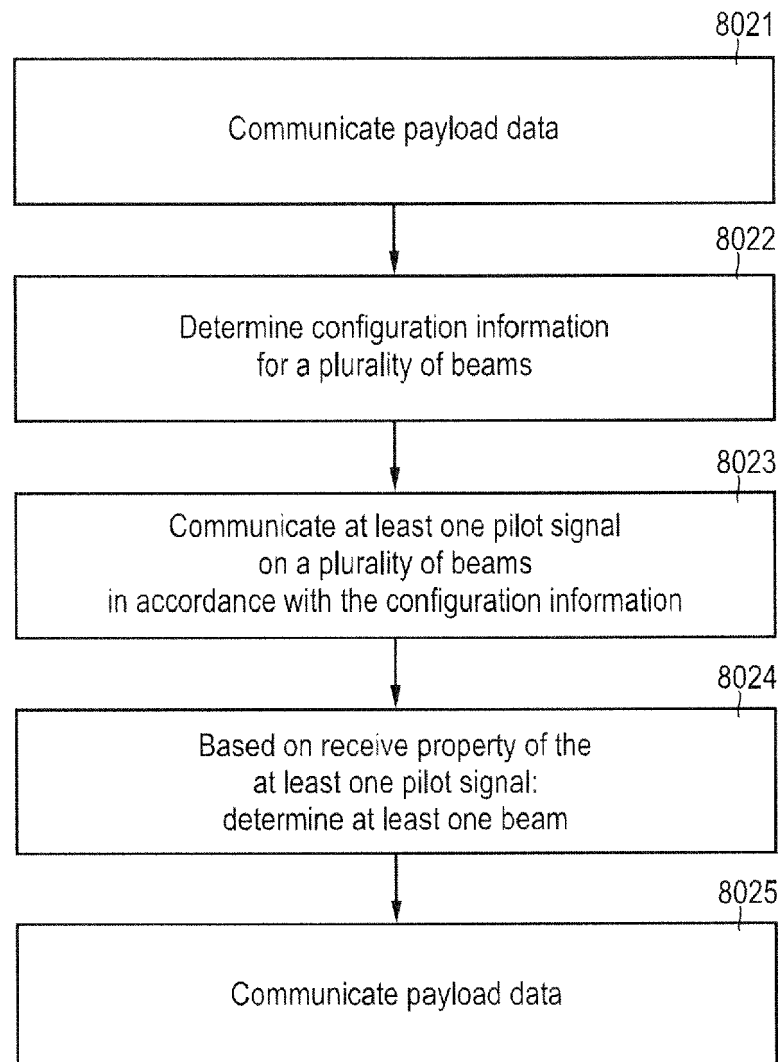 8021
Communicate payload data
8022
Determine configuration information
for a plurality of beams
8023
Communicate at least one pilot signal
on a plurality of beams
in accordance with the configuration information
8024
Based on receive property of the
at least one pilot signal:
determine at least one beam
8025
Communicate payload data